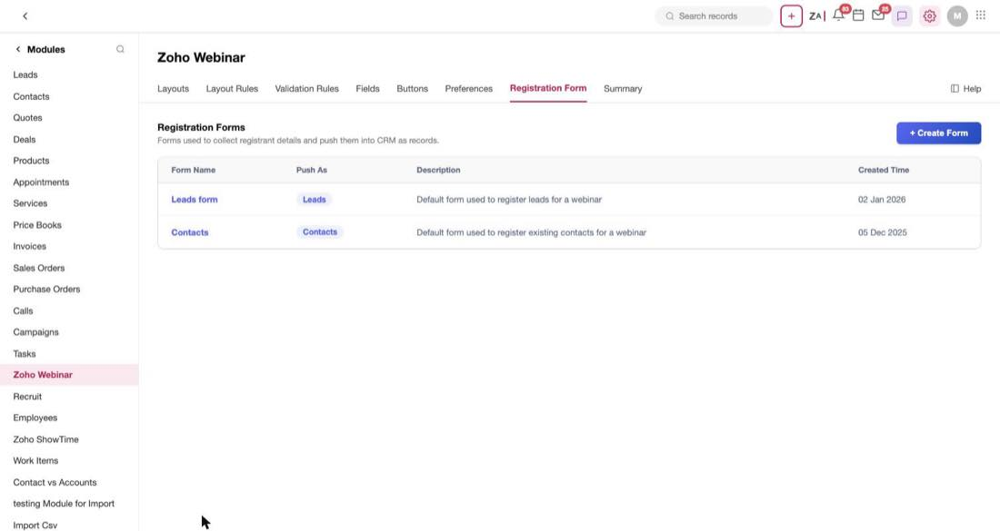 Search records
+
ZA
93
25
M
Modules
Leads
Contacts
Quotes
Deals
Products
Appointments
Services
Price Books
Invoices
Sales Orders
Purchase Orders
Calls
Campaigns
Tasks
Zoho Webinar
Recruit
Employees
Zoho ShowTime
Work Items
Contact vs Accounts
testing Module for Import
Import Csv
Zoho Webinar
Layouts Layout Rules Validation Rules Fields Buttons Preferences Registration Form Summary Help
Registration Forms
Forms used to collect registrant details and push them into CRM as records.
+ Create Form
Form Name Push As Description Created Time
Leads form Leads Default form used to register leads for a webinar 02 Jan 2026
Contacts Contacts Default form used to register existing contacts for a webinar 05 Dec 2025